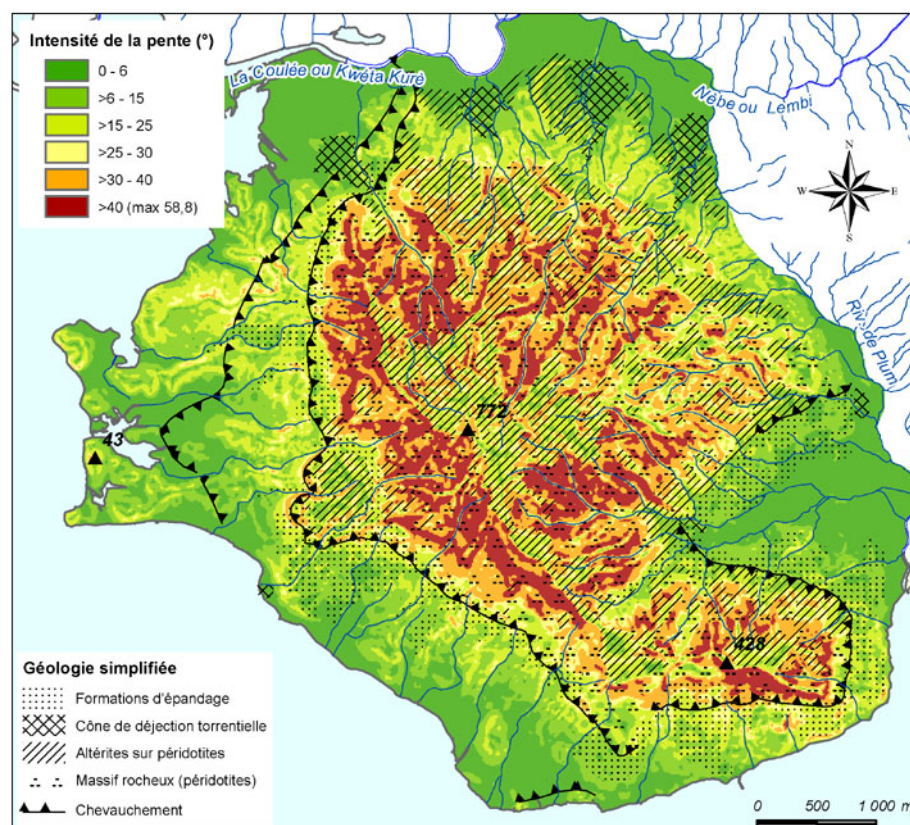 Intensité de la pente (°)
0 - 6
>6 - 15
>15 - 25
>25 - 30
>30 - 40
>40 (max 58,8)
La Coulée ou Kwéta Kuré
Nébe ou Lembi
N
W
E
S
Riv. de Plum
772
43
428
Géologie simplifiée
Formations d'épandage
Cône de déjection torrentielle
Altérites sur péridotites
Massif rocheux (péridotites)
Chevauchement
0 500 1 000 m